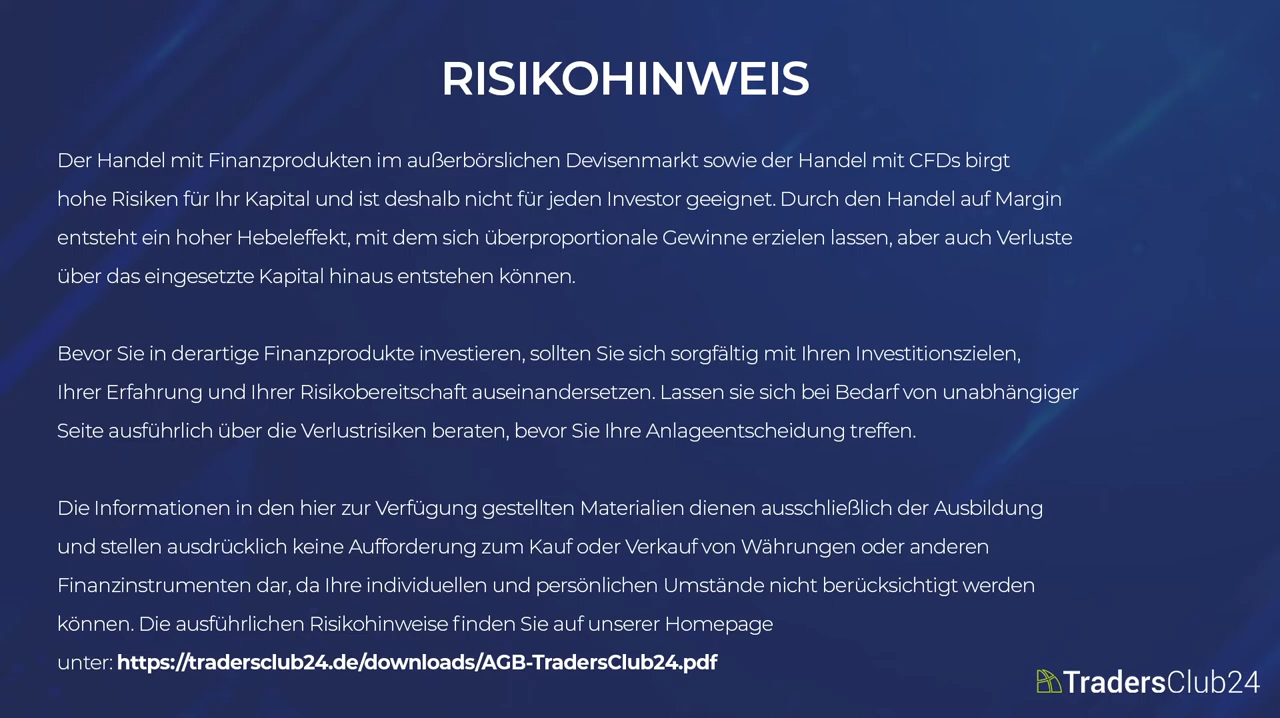 RISIKOHINWEIS
Der Handel mit Finanzprodukten im außerbörslichen Devisenmarkt sowie der Handel mit CFDs birgt
hohe Risiken für Ihr Kapital und ist deshalb nicht für jeden Investor geeignet. Durch den Handel auf Margin
entsteht ein hoher Hebeleffekt, mit dem sich überproportionale Gewinne erzielen lassen, aber auch Verluste
über das eingesetzte Kapital hinaus entstehen können.
Bevor Sie in derartige Finanzprodukte investieren, sollten Sie sich sorgfältig mit Ihren Investitionszielen,
Ihrer Erfahrung und Ihrer Risikobereitschaft auseinandersetzen. Lassen sie sich bei Bedarf von unabhängiger
Seite ausführlich über die Verlustrisiken beraten, bevor Sie Ihre Anlageentscheidung treffen.
Die Informationen in den hier zur Verfügung gestellten Materialien dienen ausschließlich der Ausbildung
und stellen ausdrücklich keine Aufforderung zum Kauf oder Verkauf von Währungen oder anderen
Finanzinstrumenten dar, da Ihre individuellen und persönlichen Umstände nicht berücksichtigt werden
können. Die ausführlichen Risikohinweise finden Sie auf unserer Homepage
unter: https://tradersclub24.de/downloads/AGB-TradersClub24.pdf
TradersClub24